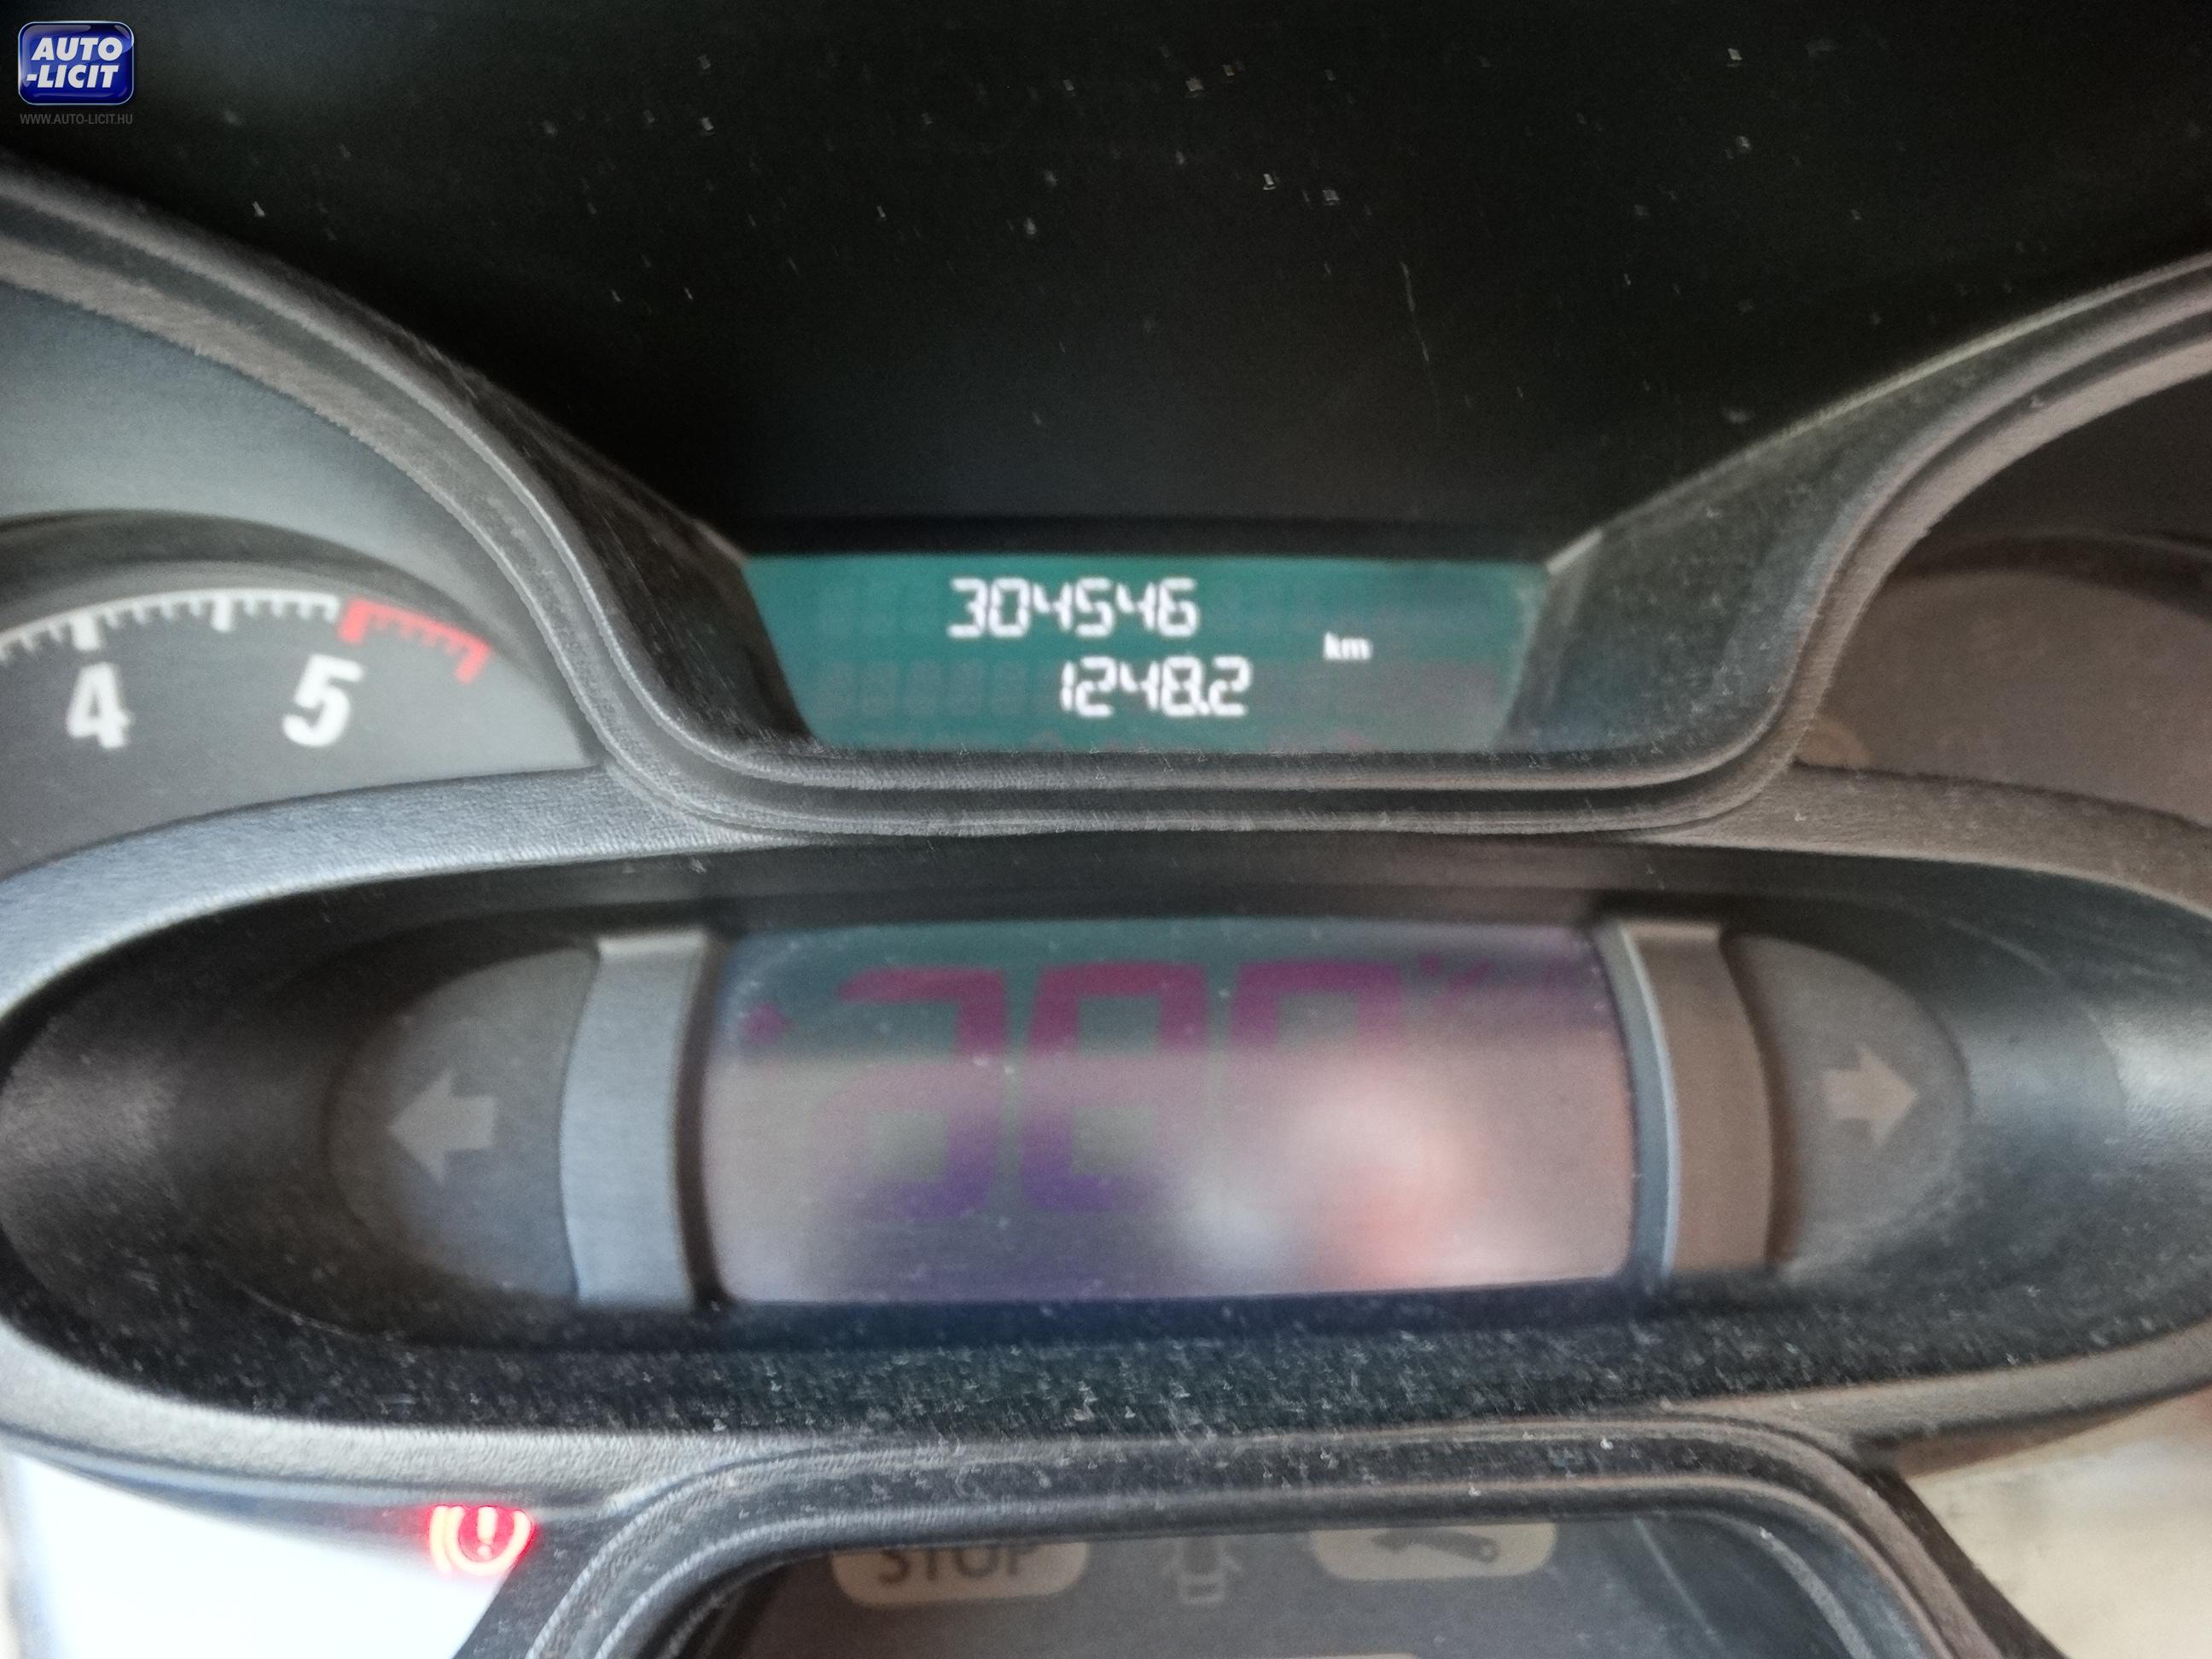 AUTO
-LICIT
WWW.AUTO-LICIT.HU
304546
km
1248.2
4 5
STOP